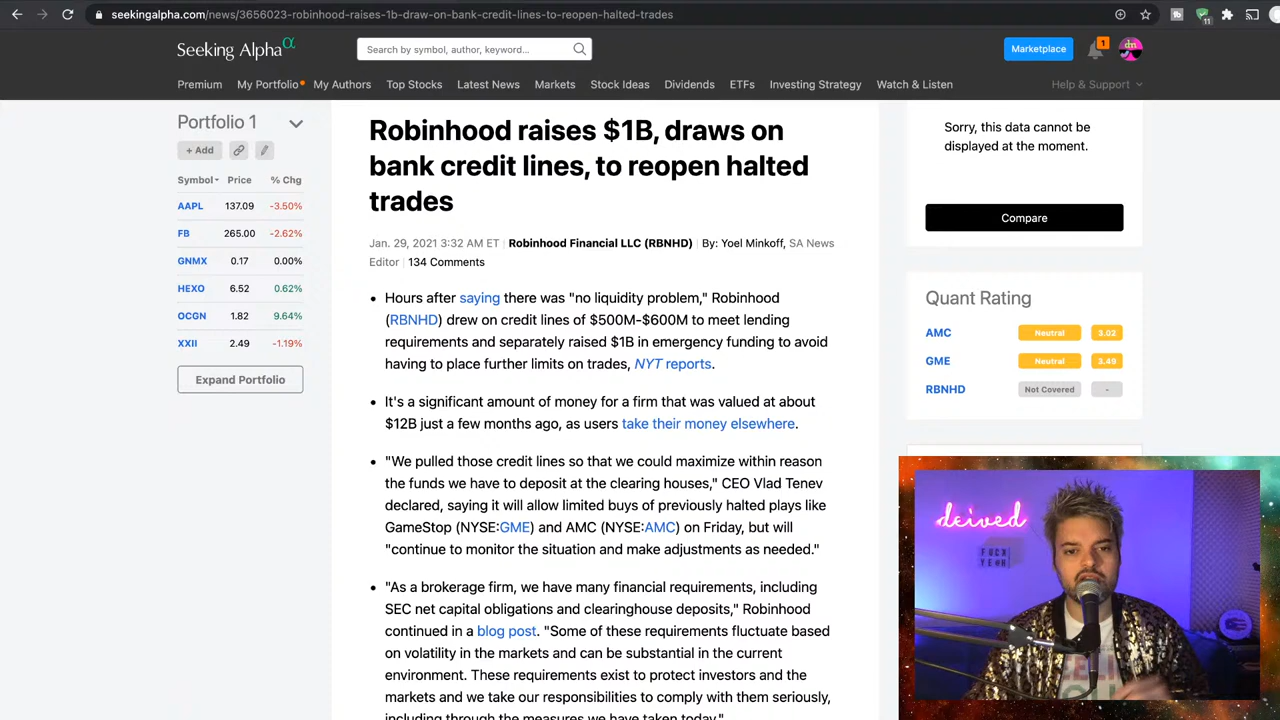 seekingalpha.com/news/3656023-robinhood-raises-1b-draw-on-bank-credit-lines-to-reopen-halted-trades
11
Seeking Alpha α
Search by symbol, author, keyword...
Marketplace
1
dm
Premium My Portfolio My Authors Top Stocks Latest News Markets Stock Ideas Dividends ETFs Investing Strategy Watch & Listen Help & Support
Portfolio 1
+ Add
Symbol Price % Chg
AAPL 137.09 -3.50%
FB 265.00 -2.62%
GNMX 0.17 0.00%
HEXO 6.52 0.62%
OCGN 1.82 9.64%
XXII 2.49 -1.19%
Expand Portfolio
Robinhood raises $1B, draws on
bank credit lines, to reopen halted
trades
Jan. 29, 2021 3:32 AM ET | Robinhood Financial LLC (RBNHD) | By: Yoel Minkoff, SA News
Editor | 134 Comments
• Hours after saying there was "no liquidity problem," Robinhood
(RBNHD) drew on credit lines of $500M-$600M to meet lending
requirements and separately raised $1B in emergency funding to avoid
having to place further limits on trades, NYT reports.
• It's a significant amount of money for a firm that was valued at about
$12B just a few months ago, as users take their money elsewhere.
• "We pulled those credit lines so that we could maximize within reason
the funds we have to deposit at the clearing houses," CEO Vlad Tenev
declared, saying it will allow limited buys of previously halted plays like
GameStop (NYSE:GME) and AMC (NYSE:AMC) on Friday, but will
"continue to monitor the situation and make adjustments as needed."
• "As a brokerage firm, we have many financial requirements, including
SEC net capital obligations and clearinghouse deposits," Robinhood
continued in a blog post. "Some of these requirements fluctuate based
on volatility in the markets and can be substantial in the current
environment. These requirements exist to protect investors and the
markets and we take our responsibilities to comply with them seriously,
including through the measures we have taken today."
Sorry, this data cannot be
displayed at the moment.
Compare
Quant Rating
AMC Neutral 3.02
GME Neutral 3.49
RBNHD Not Covered -
deived
FUCK
YEAH